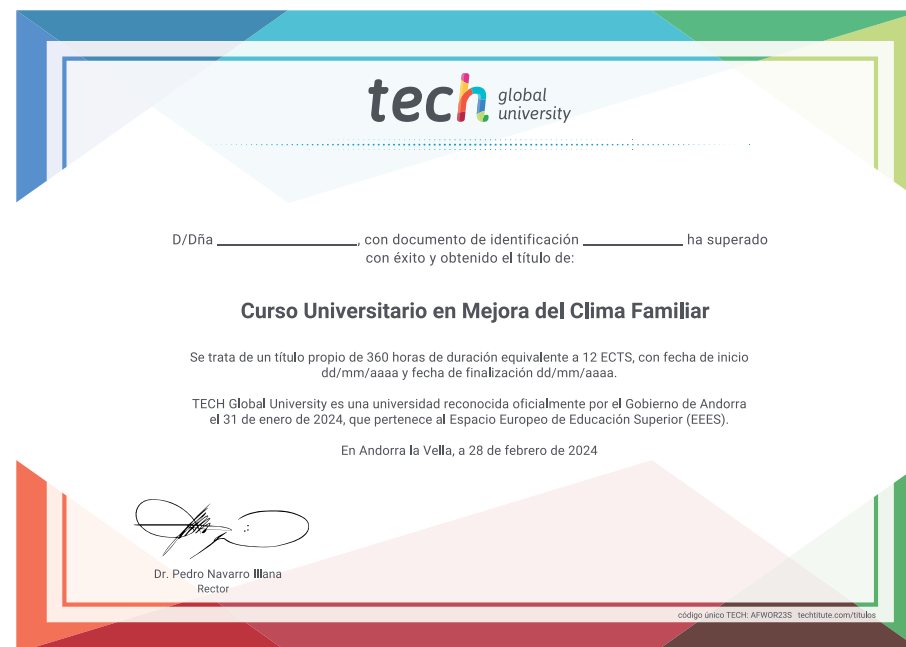 tech global university
D/Dña ____________, con documento de identificación ____________ ha superado
con éxito y obtenido el título de:
Curso Universitario en Mejora del Clima Familiar
Se trata de un título propio de 360 horas de duración equivalente a 12 ECTS, con fecha de inicio
dd/mm/aaaa y fecha de finalización dd/mm/aaaa.
TECH Global University es una universidad reconocida oficialmente por el Gobierno de Andorra
el 31 de enero de 2024, que pertenece al Espacio Europeo de Educación Superior (EEES).
En Andorra la Vella, a 28 de febrero de 2024
Dr. Pedro Navarro Illana
Rector
código único TECH: AFWOR23S techtitute.com/titulos